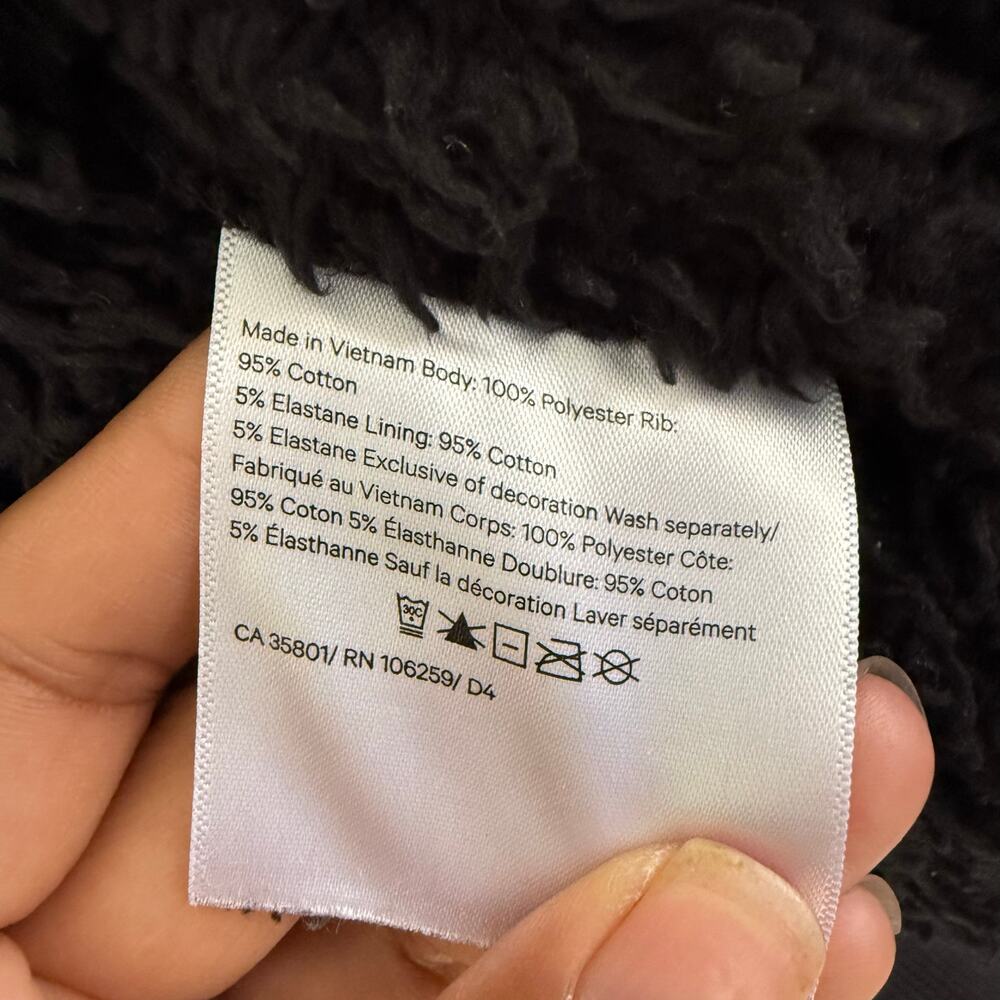 Made in Vietnam Body: 100% Polyester Rib:
95% Cotton
5% Elastane Lining: 95% Cotton
5% Elastane Exclusive of decoration Wash separately/
Fabriqué au Vietnam Corps: 100% Polyester Côte:
95% Coton 5% Élasthanne Doublure: 95% Coton
5% Élasthanne Sauf la décoration Laver séparément
30C
CA 35801/ RN 106259/ D4